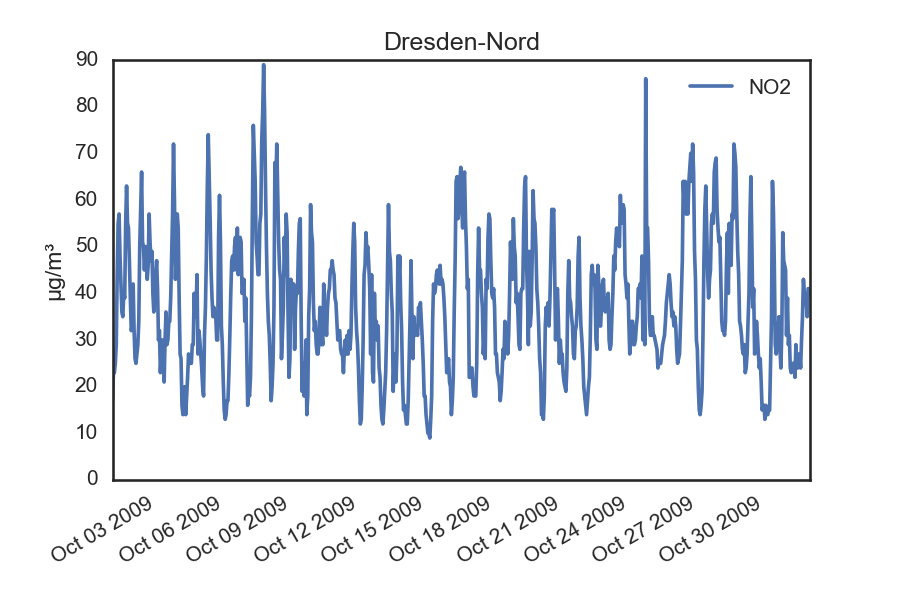 Dresden-Nord
90
80
70
60
50
40
30
20
10
0
µg/m³
NO2
Oct 03 2009
Oct 06 2009
Oct 09 2009
Oct 12 2009
Oct 15 2009
Oct 18 2009
Oct 21 2009
Oct 24 2009
Oct 27 2009
Oct 30 2009